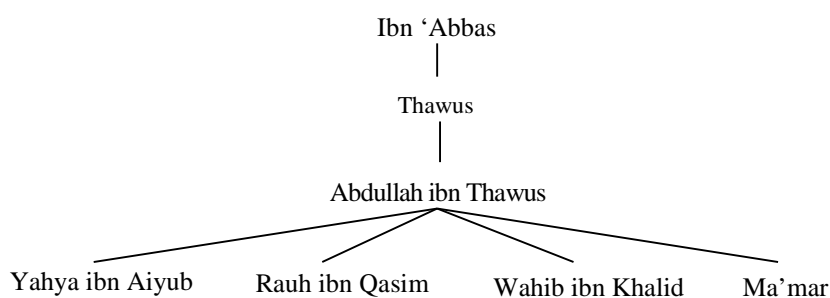 Ibn ‘Abbas
Thawus
Abdullah ibn Thawus
Yahya ibn Aiyub Rauh ibn Qasim Wahib ibn Khalid Ma’mar